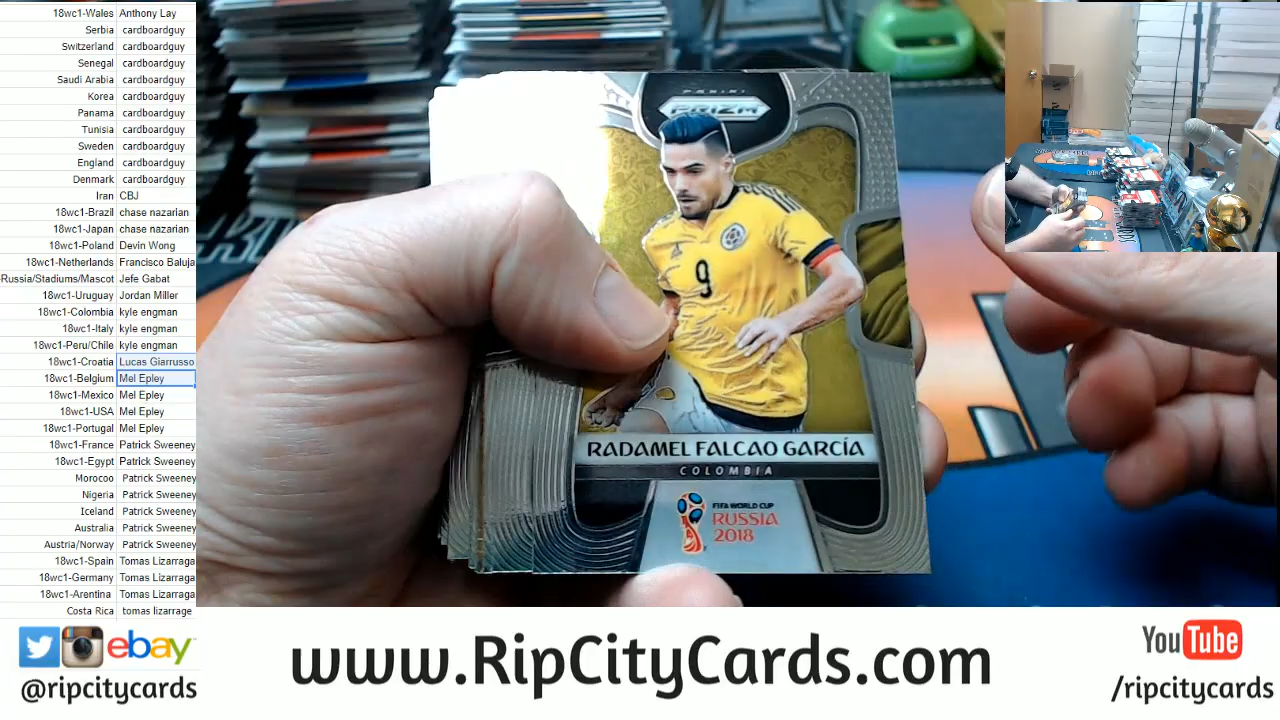 18wc1-Wales Anthony Lay
Serbia cardboardguy
Switzerland cardboardguy
Senegal cardboardguy
Saudi Arabia cardboardguy
Korea cardboardguy
Panama cardboardguy
Tunisia cardboardguy
Sweden cardboardguy
England cardboardguy
Denmark cardboardguy
Iran CBJ
18wc1-Brazil chase nazarian
18wc1-Japan chase nazarian
18wc1-Poland Devin Wong
18wc1-Netherlands Francisco Baluja
-Russia/Stadiums/Mascot Jefe Gabat
18wc1-Uruguay Jordan Miller
18wc1-Colombia kyle engman
18wc1-Italy kyle engman
18wc1-Peru/Chile kyle engman
18wc1-Croatia Lucas Giarrusso
18wc1-Belgium Mel Epley
18wc1-Mexico Mel Epley
18wc1-USA Mel Epley
18wc1-Portugal Mel Epley
18wc1-France Patrick Sweeney
18wc1-Egypt Patrick Sweeney
Morocoo Patrick Sweeney
Nigeria Patrick Sweeney
Iceland Patrick Sweeney
Australia Patrick Sweeney
Austria/Norway Patrick Sweeney
18wc1-Spain Tomas Lizarraga
18wc1-Germany Tomas Lizarraga
18wc1-Arentina Tomas Lizarraga
Costa Rica tomas lizarrage
PANINI
PRIZM
9
RADAMEL FALCAO GARCÍA
COLOMBIA
FIFA WORLD CUP
RUSSIA
2018
ebay
@ripcitycards
www.RipCityCards.com
YouTube
/ripcitycards